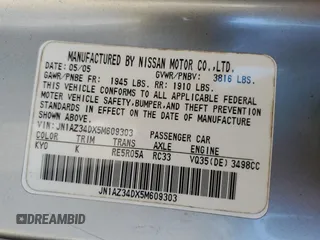 MANUFACTURED BY NISSAN MOTOR CO.,LTD.
DATE 05/05 GVWR/PNBV: 3816 LBS.
GAWR/PNBE FR: 1945 LBS. RR: 1910 LBS.
THIS VEHICLE CONFORMS TO ALL APPLICABLE FEDERAL
MOTOR VEHICLE SAFETY, BUMPER, AND THEFT PREVENTION
STANDARDS IN EFFECT ON THE DATE OF MANUFACTURE
SHOWN ABOVE.
VIN: JN1AZ34DX5M609303 PASSENGER CAR
COLOR TRIM TRANS AXLE ENGINE
KY0 K RE5R05A RC33 VQ35(DE) 3498CC
JN1AZ34DX5M609303
DREAMBID